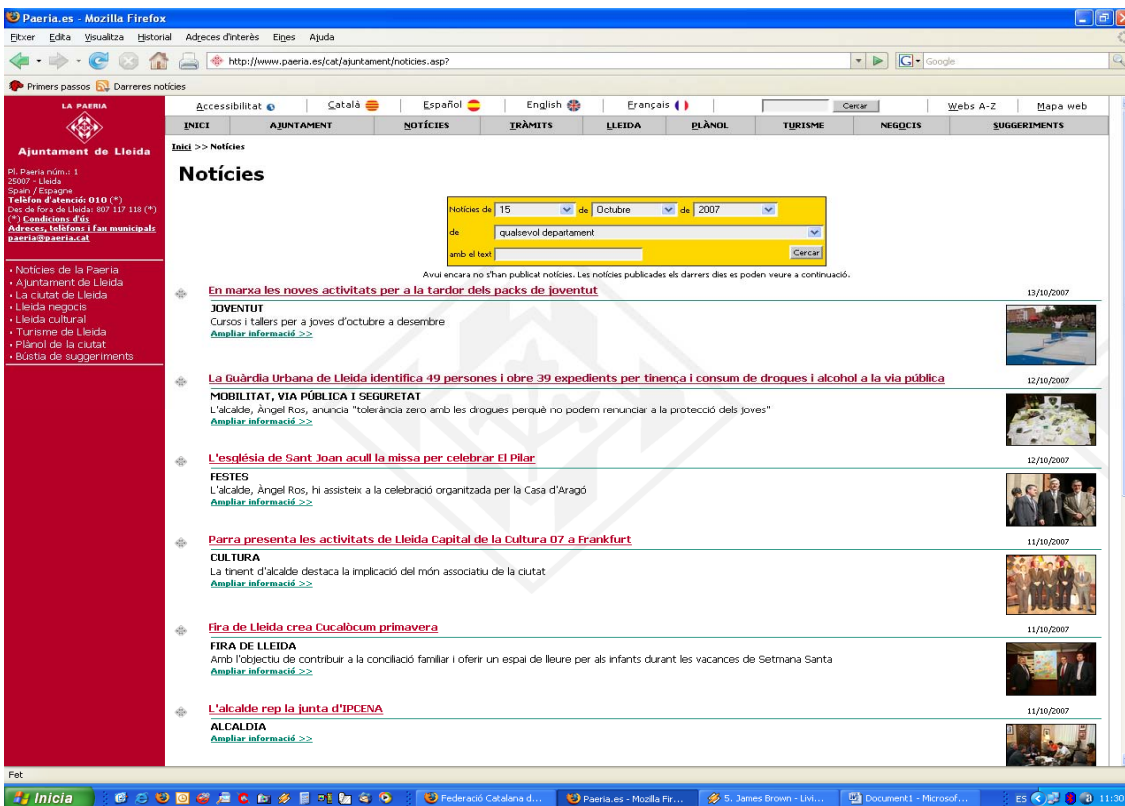 Paeria.es - Mozilla Firefox
Fitxer Edita Visualitza Historial Adreces d'interès Eines Ajuda
http://www.paeria.es/cat/ajuntament/noticies.asp?
Google
Primers passos Darreres notícies
LA PAERIA
Ajuntament de Lleida
Pl. Paeria núm.: 1
25007 - Lleida
Spain / Espagne
Telèfon d'atenció: 010 (*)
Des de fora de Lleida: 807 117 118 (*)
(*) Condicions d'ús
Adreces, telèfons i fax municipals
paeria@paeria.cat
• Notícies de la Paeria
• Ajuntament de Lleida
• La ciutat de Lleida
• Lleida negocis
• Lleida cultural
• Turisme de Lleida
• Plànol de la ciutat
• Bústia de suggeriments
Accessibilitat Català Español English Français Cercar Webs A-Z Mapa web
INICI AJUNTAMENT NOTÍCIES TRÀMITS LLEIDA PLÀNOL TURISME NEGOCIS SUGGERIMENTS
Inici >> Notícies
Notícies
Notícies de 15 de Octubre de 2007
de qualsevol departament
amb el text Cercar
Avui encara no s'han publicat notícies. Les notícies publicades els darrers dies es poden veure a continuació.
En marxa les noves activitats per a la tardor dels packs de joventut 13/10/2007
JOVENTUT
Cursos i tallers per a joves d'octubre a desembre
Ampliar informació >>
La Guàrdia Urbana de Lleida identifica 49 persones i obre 39 expedients per tinença i consum de drogues i alcohol a la via pública 12/10/2007
MOBILITAT, VIA PÚBLICA I SEGURETAT
L'alcalde, Àngel Ros, anuncia "tolerància zero amb les drogues perquè no podem renunciar a la protecció dels joves"
Ampliar informació >>
L'església de Sant Joan acull la missa per celebrar El Pilar 12/10/2007
FESTES
L'alcalde, Àngel Ros, hi assisteix a la celebració organitzada per la Casa d'Aragó
Ampliar informació >>
Parra presenta les activitats de Lleida Capital de la Cultura 07 a Frankfurt 11/10/2007
CULTURA
La tinent d'alcalde destaca la implicació del món associatiu de la ciutat
Ampliar informació >>
Fira de Lleida crea Cucalòcum primavera 11/10/2007
FIRA DE LLEIDA
Amb l'objectiu de contribuir a la conciliació familiar i oferir un espai de lleure per als infants durant les vacances de Setmana Santa
Ampliar informació >>
L'alcalde rep la junta d'IPCENA 11/10/2007
ALCALDIA
Ampliar informació >>
Fet
Inicia Federació Catalana d... Paeria.es - Mozilla Fir... 5. James Brown - Livi... Document1 - Microsof... ES 11:30